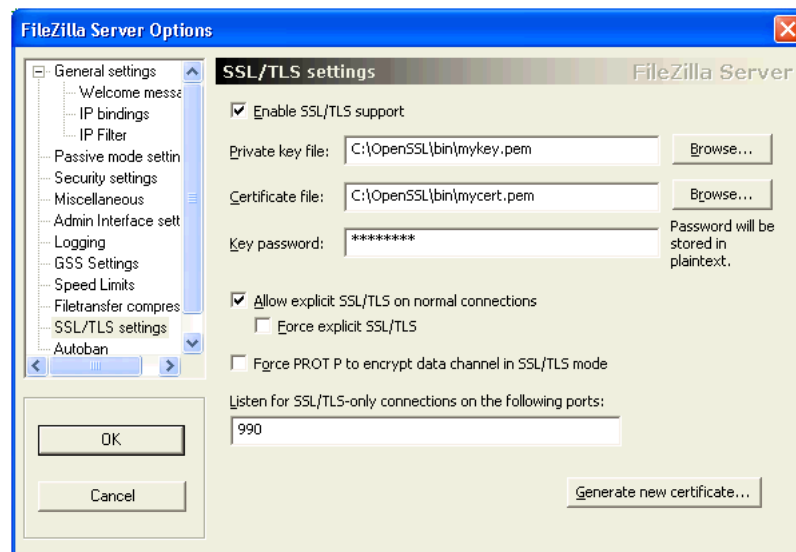 FileZilla Server Options
General settings
Welcome messa
IP bindings
IP Filter
Passive mode settin
Security settings
Miscellaneous
Admin Interface sett
Logging
GSS Settings
Speed Limits
Filetransfer compres
SSL/TLS settings
Autoban
OK
Cancel
SSL/TLS settings
FileZilla Server
Enable SSL/TLS support
Private key file: C:\OpenSSL\bin\mykey.pem Browse...
Certificate file: C:\OpenSSL\bin\mycert.pem Browse...
Key password: ********
Password will be
stored in
plaintext.
Allow explicit SSL/TLS on normal connections
Force explicit SSL/TLS
Force PROT P to encrypt data channel in SSL/TLS mode
Listen for SSL/TLS-only connections on the following ports:
990
Generate new certificate...